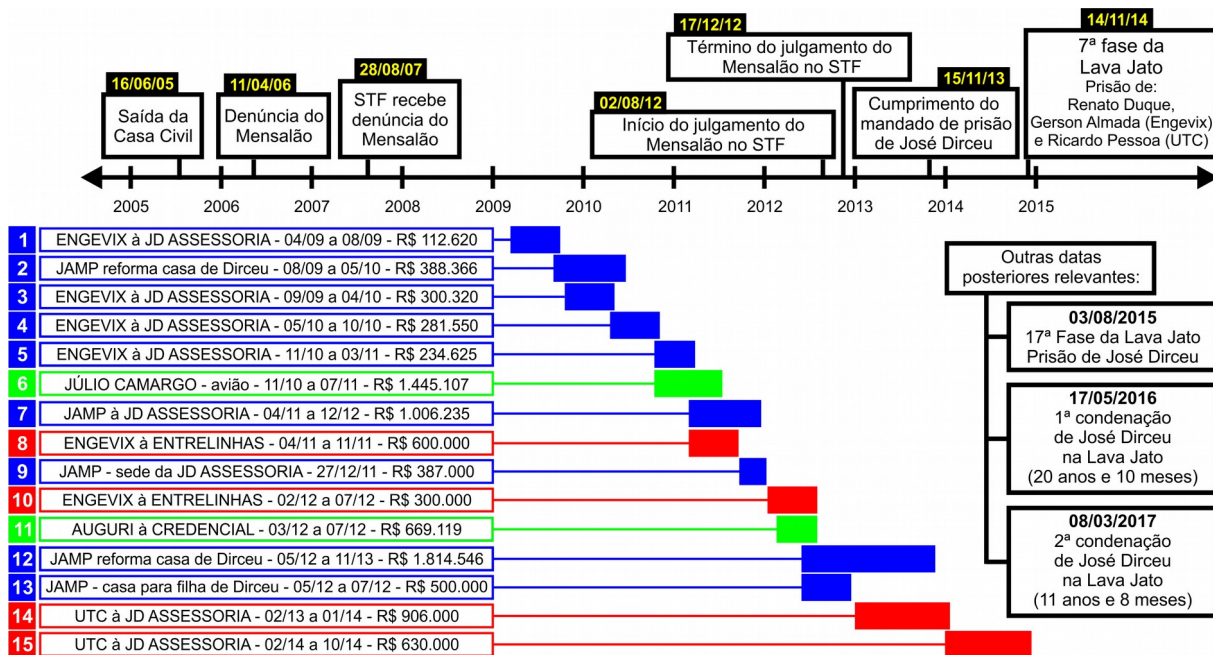 16/06/05
Saída da
Casa Civil
11/04/06
Denúncia do
Mensalão
28/08/07
STF recebe
denúncia do
Mensalão
02/08/12
Início do julgamento do
Mensalão no STF
17/12/12
Término do julgamento do
Mensalão no STF
15/11/13
Cumprimento do
mandado de prisão
de José Dirceu
14/11/14
7ª fase da
Lava Jato
Prisão de:
Renato Duque,
Gerson Almada (Engevix)
e Ricardo Pessoa (UTC)
2005 2006 2007 2008 2009 2010 2011 2012 2013 2014 2015
1 ENGEVIX à JD ASSESSORIA - 04/09 a 08/09 - R$ 112.620
2 JAMP reforma casa de Dirceu - 08/09 a 05/10 - R$ 388.366
3 ENGEVIX à JD ASSESSORIA - 09/09 a 04/10 - R$ 300.320
4 ENGEVIX à JD ASSESSORIA - 05/10 a 10/10 - R$ 281.550
5 ENGEVIX à JD ASSESSORIA - 11/10 a 03/11 - R$ 234.625
6 JÚLIO CAMARGO - avião - 11/10 a 07/11 - R$ 1.445.107
7 JAMP à JD ASSESSORIA - 04/11 a 12/12 - R$ 1.006.235
8 ENGEVIX à ENTRELINHAS - 04/11 a 11/11 - R$ 600.000
9 JAMP - sede da JD ASSESSORIA - 27/12/11 - R$ 387.000
10 ENGEVIX à ENTRELINHAS - 02/12 a 07/12 - R$ 300.000
11 AUGURI à CREDENCIAL - 03/12 a 07/12 - R$ 669.119
12 JAMP reforma casa de Dirceu - 05/12 a 11/13 - R$ 1.814.546
13 JAMP - casa para filha de Dirceu - 05/12 a 07/12 - R$ 500.000
14 UTC à JD ASSESSORIA - 02/13 a 01/14 - R$ 906.000
15 UTC à JD ASSESSORIA - 02/14 a 10/14 - R$ 630.000
Outras datas
posteriores relevantes:
03/08/2015
17ª Fase da Lava Jato
Prisão de José Dirceu
17/05/2016
1ª condenação
de José Dirceu
na Lava Jato
(20 anos e 10 meses)
08/03/2017
2ª condenação
de José Dirceu
na Lava Jato
(11 anos e 8 meses)